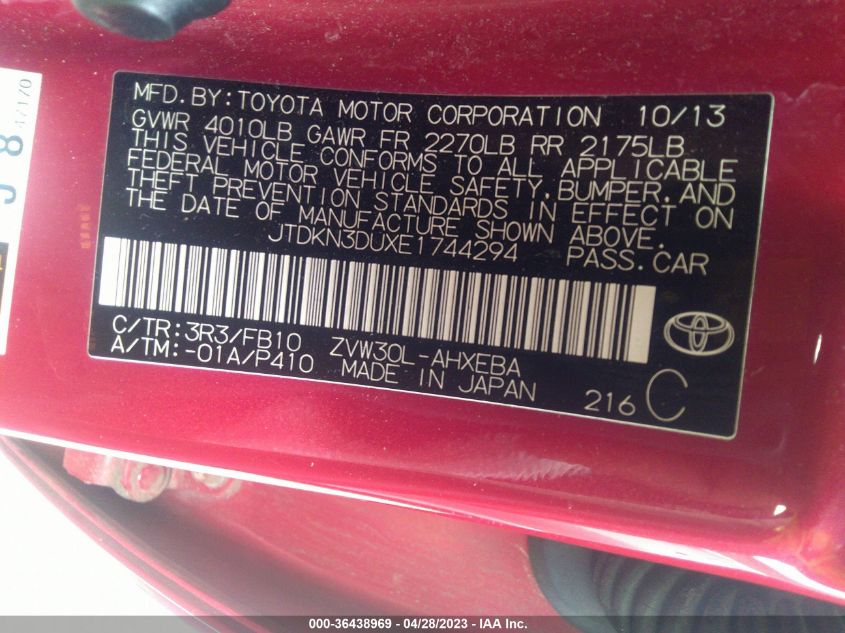 MFD. BY: TOYOTA MOTOR CORPORATION 10/13
GVWR 4010LB GAWR FR 2270LB RR 2175LB
THIS VEHICLE CONFORMS TO ALL APPLICABLE
FEDERAL MOTOR VEHICLE SAFETY, BUMPER, AND
THEFT PREVENTION STANDARDS IN EFFECT ON
THE DATE OF MANUFACTURE SHOWN ABOVE.
JTDKN3DUXE1744294 PASS. CAR
C/TR: 3R3/FB10 ZVW30L-AHXEBA
A/TM: -01A/P410 MADE IN JAPAN
216 C
000-36438969 | 04/28/2023 - IAA Inc.